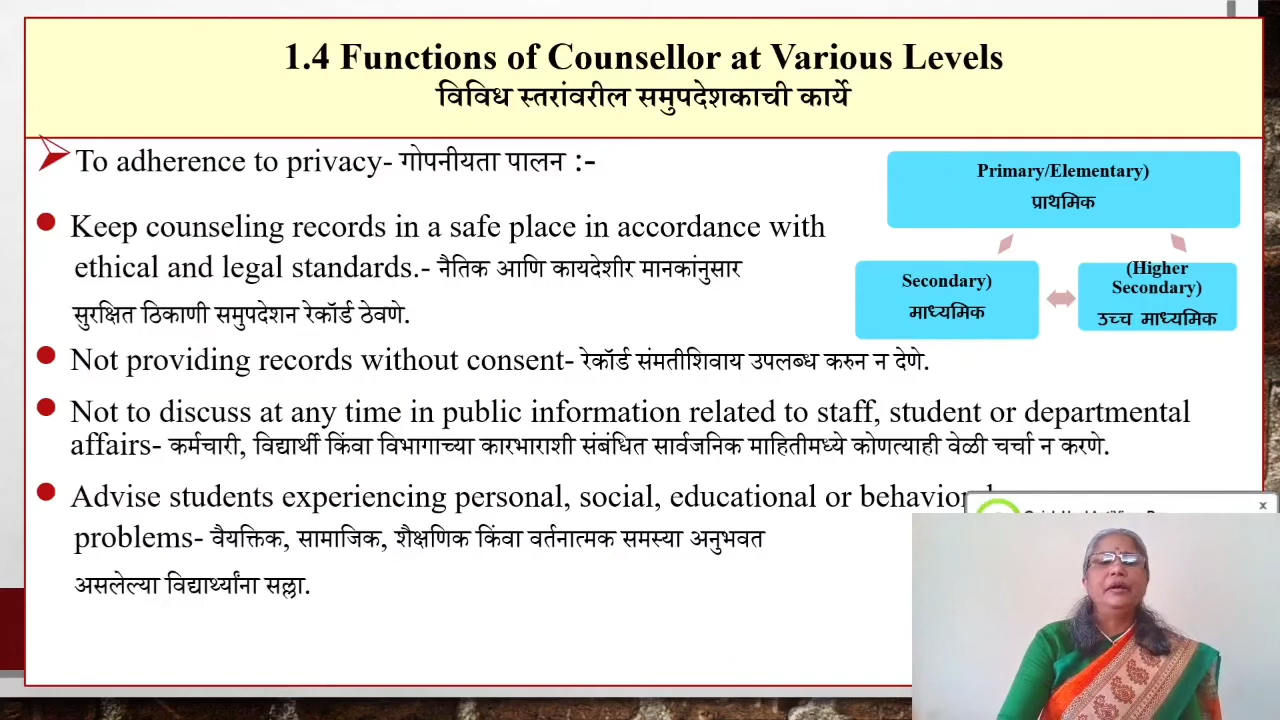 1.4 Functions of Counsellor at Various Levels
विविध स्तरांवरील समुपदेशकाची कार्ये
To adherence to privacy- गोपनीयता पालन :-
Keep counseling records in a safe place in accordance with
ethical and legal standards.- नैतिक आणि कायदेशीर मानकांनुसार
सुरक्षित ठिकाणी समुपदेशन रेकॉर्ड ठेवणे.
Not providing records without consent- रेकॉर्ड संमतीशिवाय उपलब्ध करुन न देणे.
Not to discuss at any time in public information related to staff, student or departmental
affairs- कर्मचारी, विद्यार्थी किंवा विभागाच्या कारभाराशी संबंधित सार्वजनिक माहितीमध्ये कोणत्याही वेळी चर्चा न करणे.
Advise students experiencing personal, social, educational or
problems- वैयक्तिक, सामाजिक, शैक्षणिक किंवा वर्तनात्मक समस्या अनुभवत
असलेल्या विद्यार्थ्यांना सल्ला.
Primary/Elementary)
प्राथमिक
Secondary)
माध्यमिक
(Higher
Secondary)
उच्च माध्यमिक
x